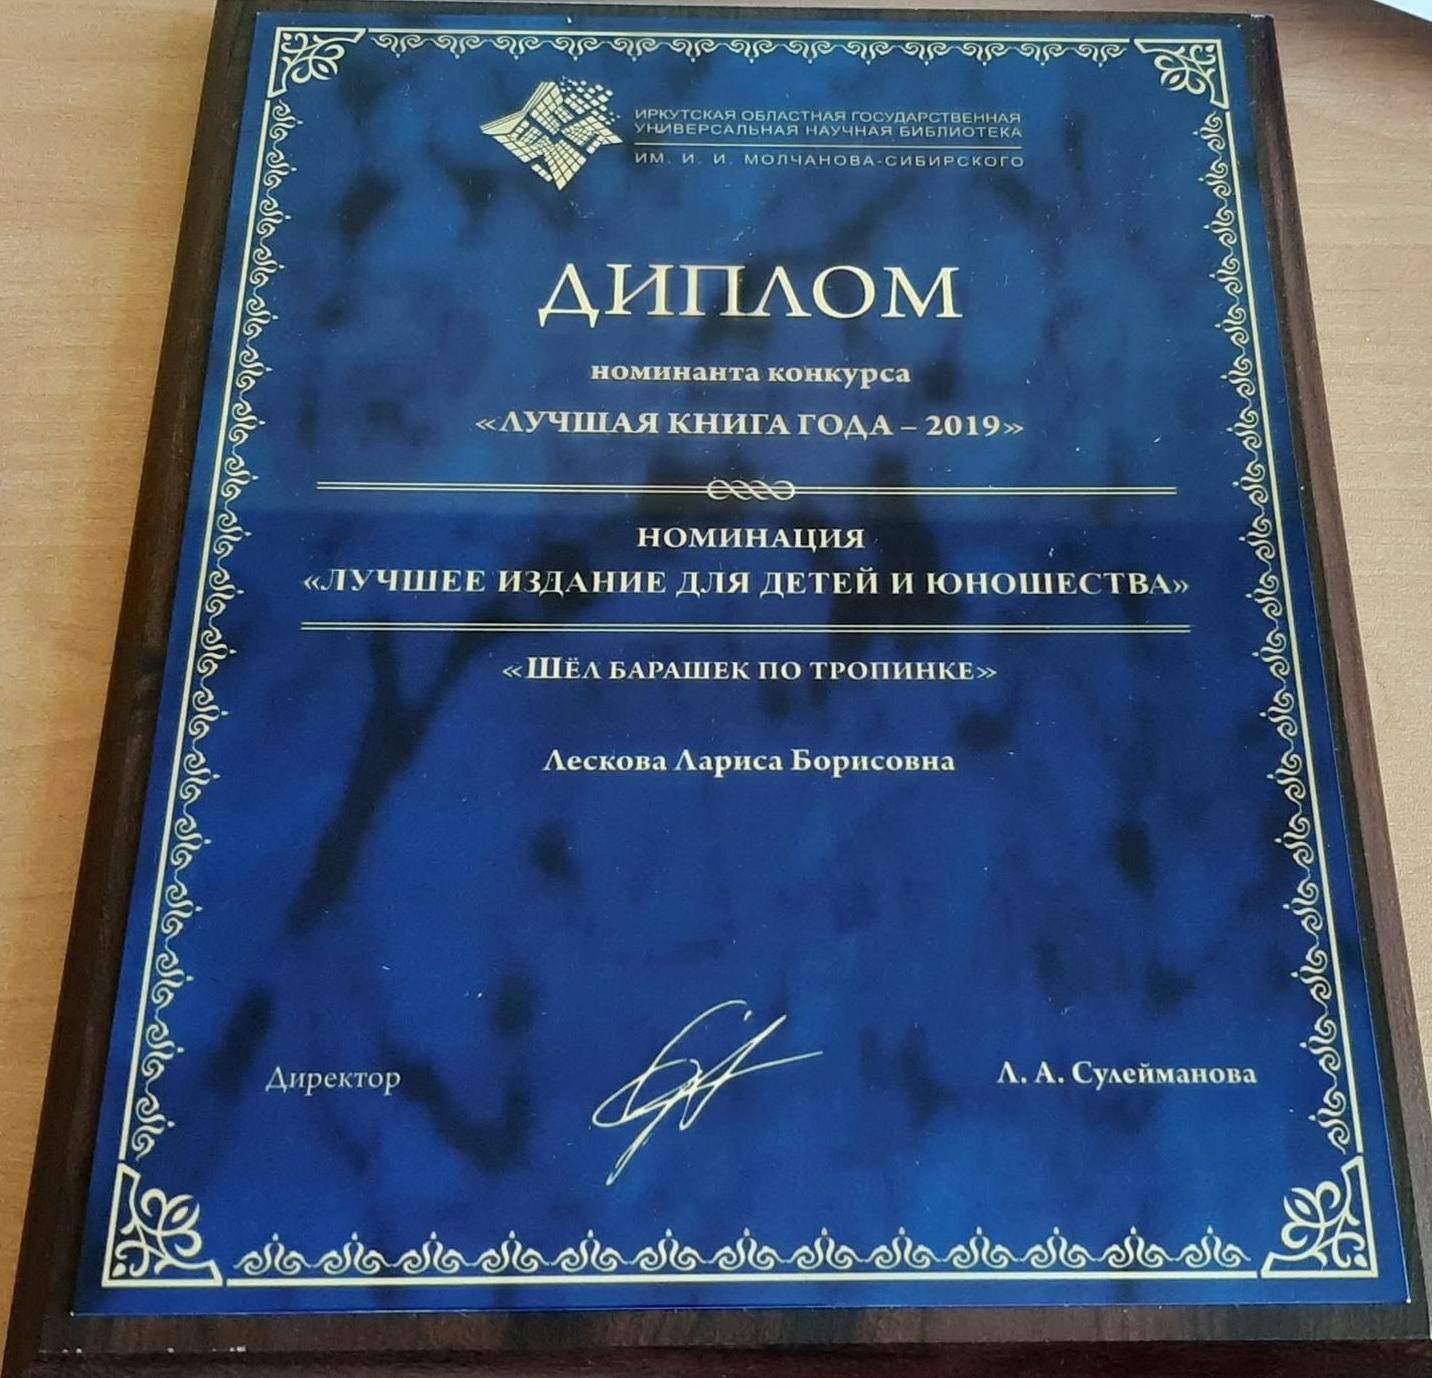 ИРКУТСКАЯ ОБЛАСТНАЯ ГОСУДАРСТВЕННАЯ
УНИВЕРСАЛЬНАЯ НАУЧНАЯ БИБЛИОТЕКА
ИМ. И. И. МОЛЧАНОВА-СИБИРСКОГО
ДИПЛОМ
номинанта конкурса
«ЛУЧШАЯ КНИГА ГОДА – 2019»
НОМИНАЦИЯ
«ЛУЧШЕЕ ИЗДАНИЕ ДЛЯ ДЕТЕЙ И ЮНОШЕСТВА»
«ШЁЛ БАРАШЕК ПО ТРОПИНКЕ»
Лескова Лариса Борисовна
Директор Л. А. Сулейманова